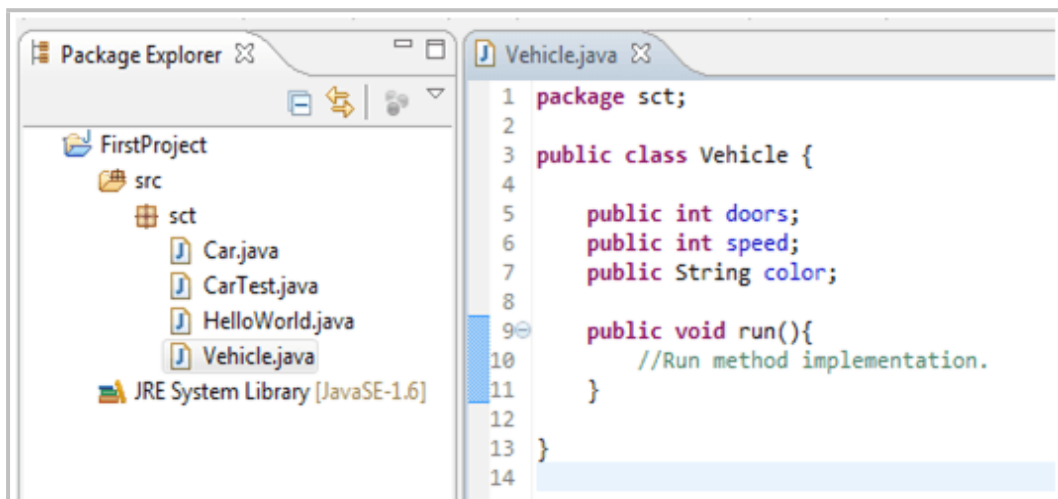 Package Explorer
FirstProject
src
sct
Car.java
CarTest.java
HelloWorld.java
Vehicle.java
JRE System Library [JavaSE-1.6]
Vehicle.java
1 package sct;
2
3 public class Vehicle {
4
5 public int doors;
6 public int speed;
7 public String color;
8
9 public void run(){
10 //Run method implementation.
11 }
12
13 }
14